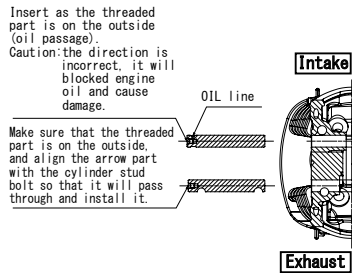 Insert as the threaded
part is on the outside
(oil passage).
Caution:the direction is
incorrect, it will
blocked engine
oil and cause
damage.
Intake
OIL line
Make sure that the threaded
part is on the outside,
and align the arrow part
with the cylinder stud
bolt so that it will pass
through and install it.
Exhaust